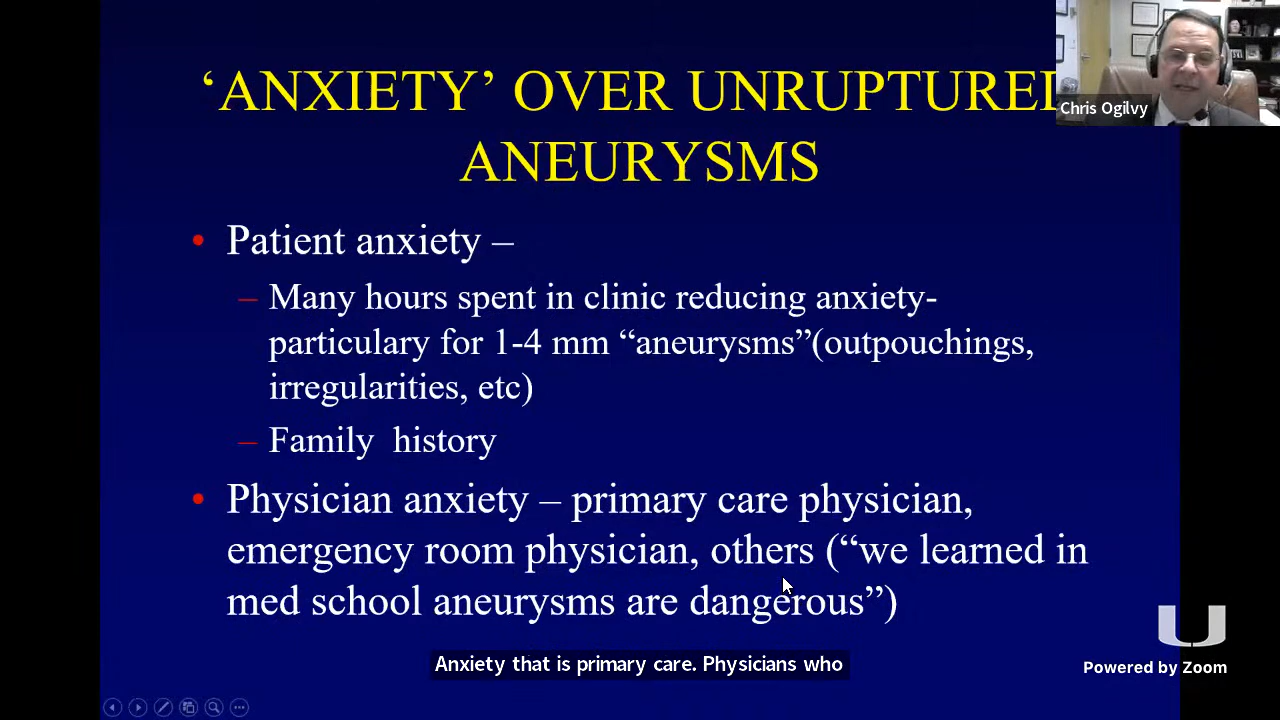 ‘ANXIETY’ OVER UNRUPTURED
ANEURYSMS
Chris Ogilvy
• Patient anxiety –
– Many hours spent in clinic reducing anxiety-
particulary for 1-4 mm “aneurysms”(outpouchings,
irregularities, etc)
– Family history
• Physician anxiety – primary care physician,
emergency room physician, others (“we learned in
med school aneurysms are dangerous”)
Anxiety that is primary care. Physicians who
U
Powered by Zoom